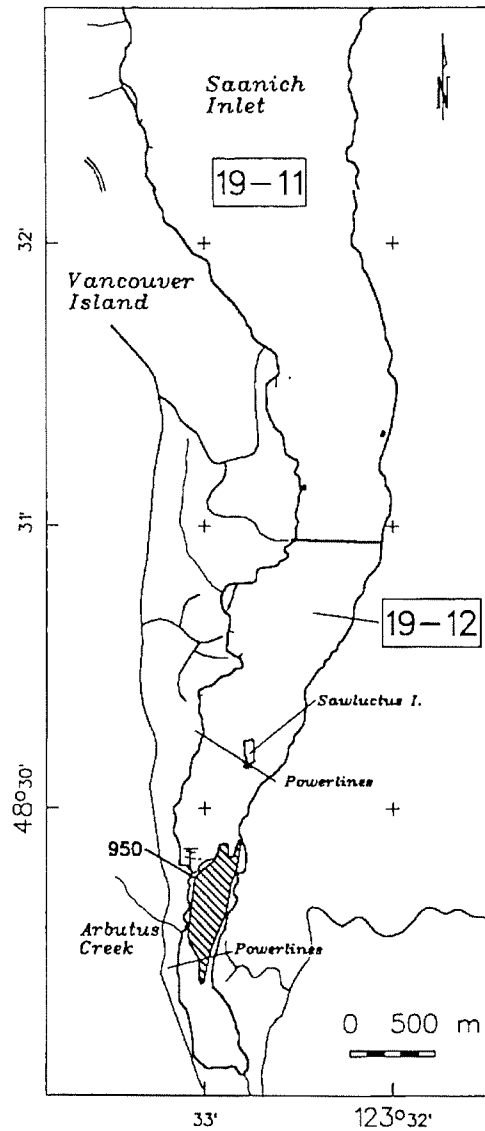 Saanich
Inlet
N
19-11
32'
Vancouver
Island
31'
19-12
Sawluctus I.
Powerlines
48°30'
950
Arbutus
Creek
Powerlines
0 500 m
33'
123°32'